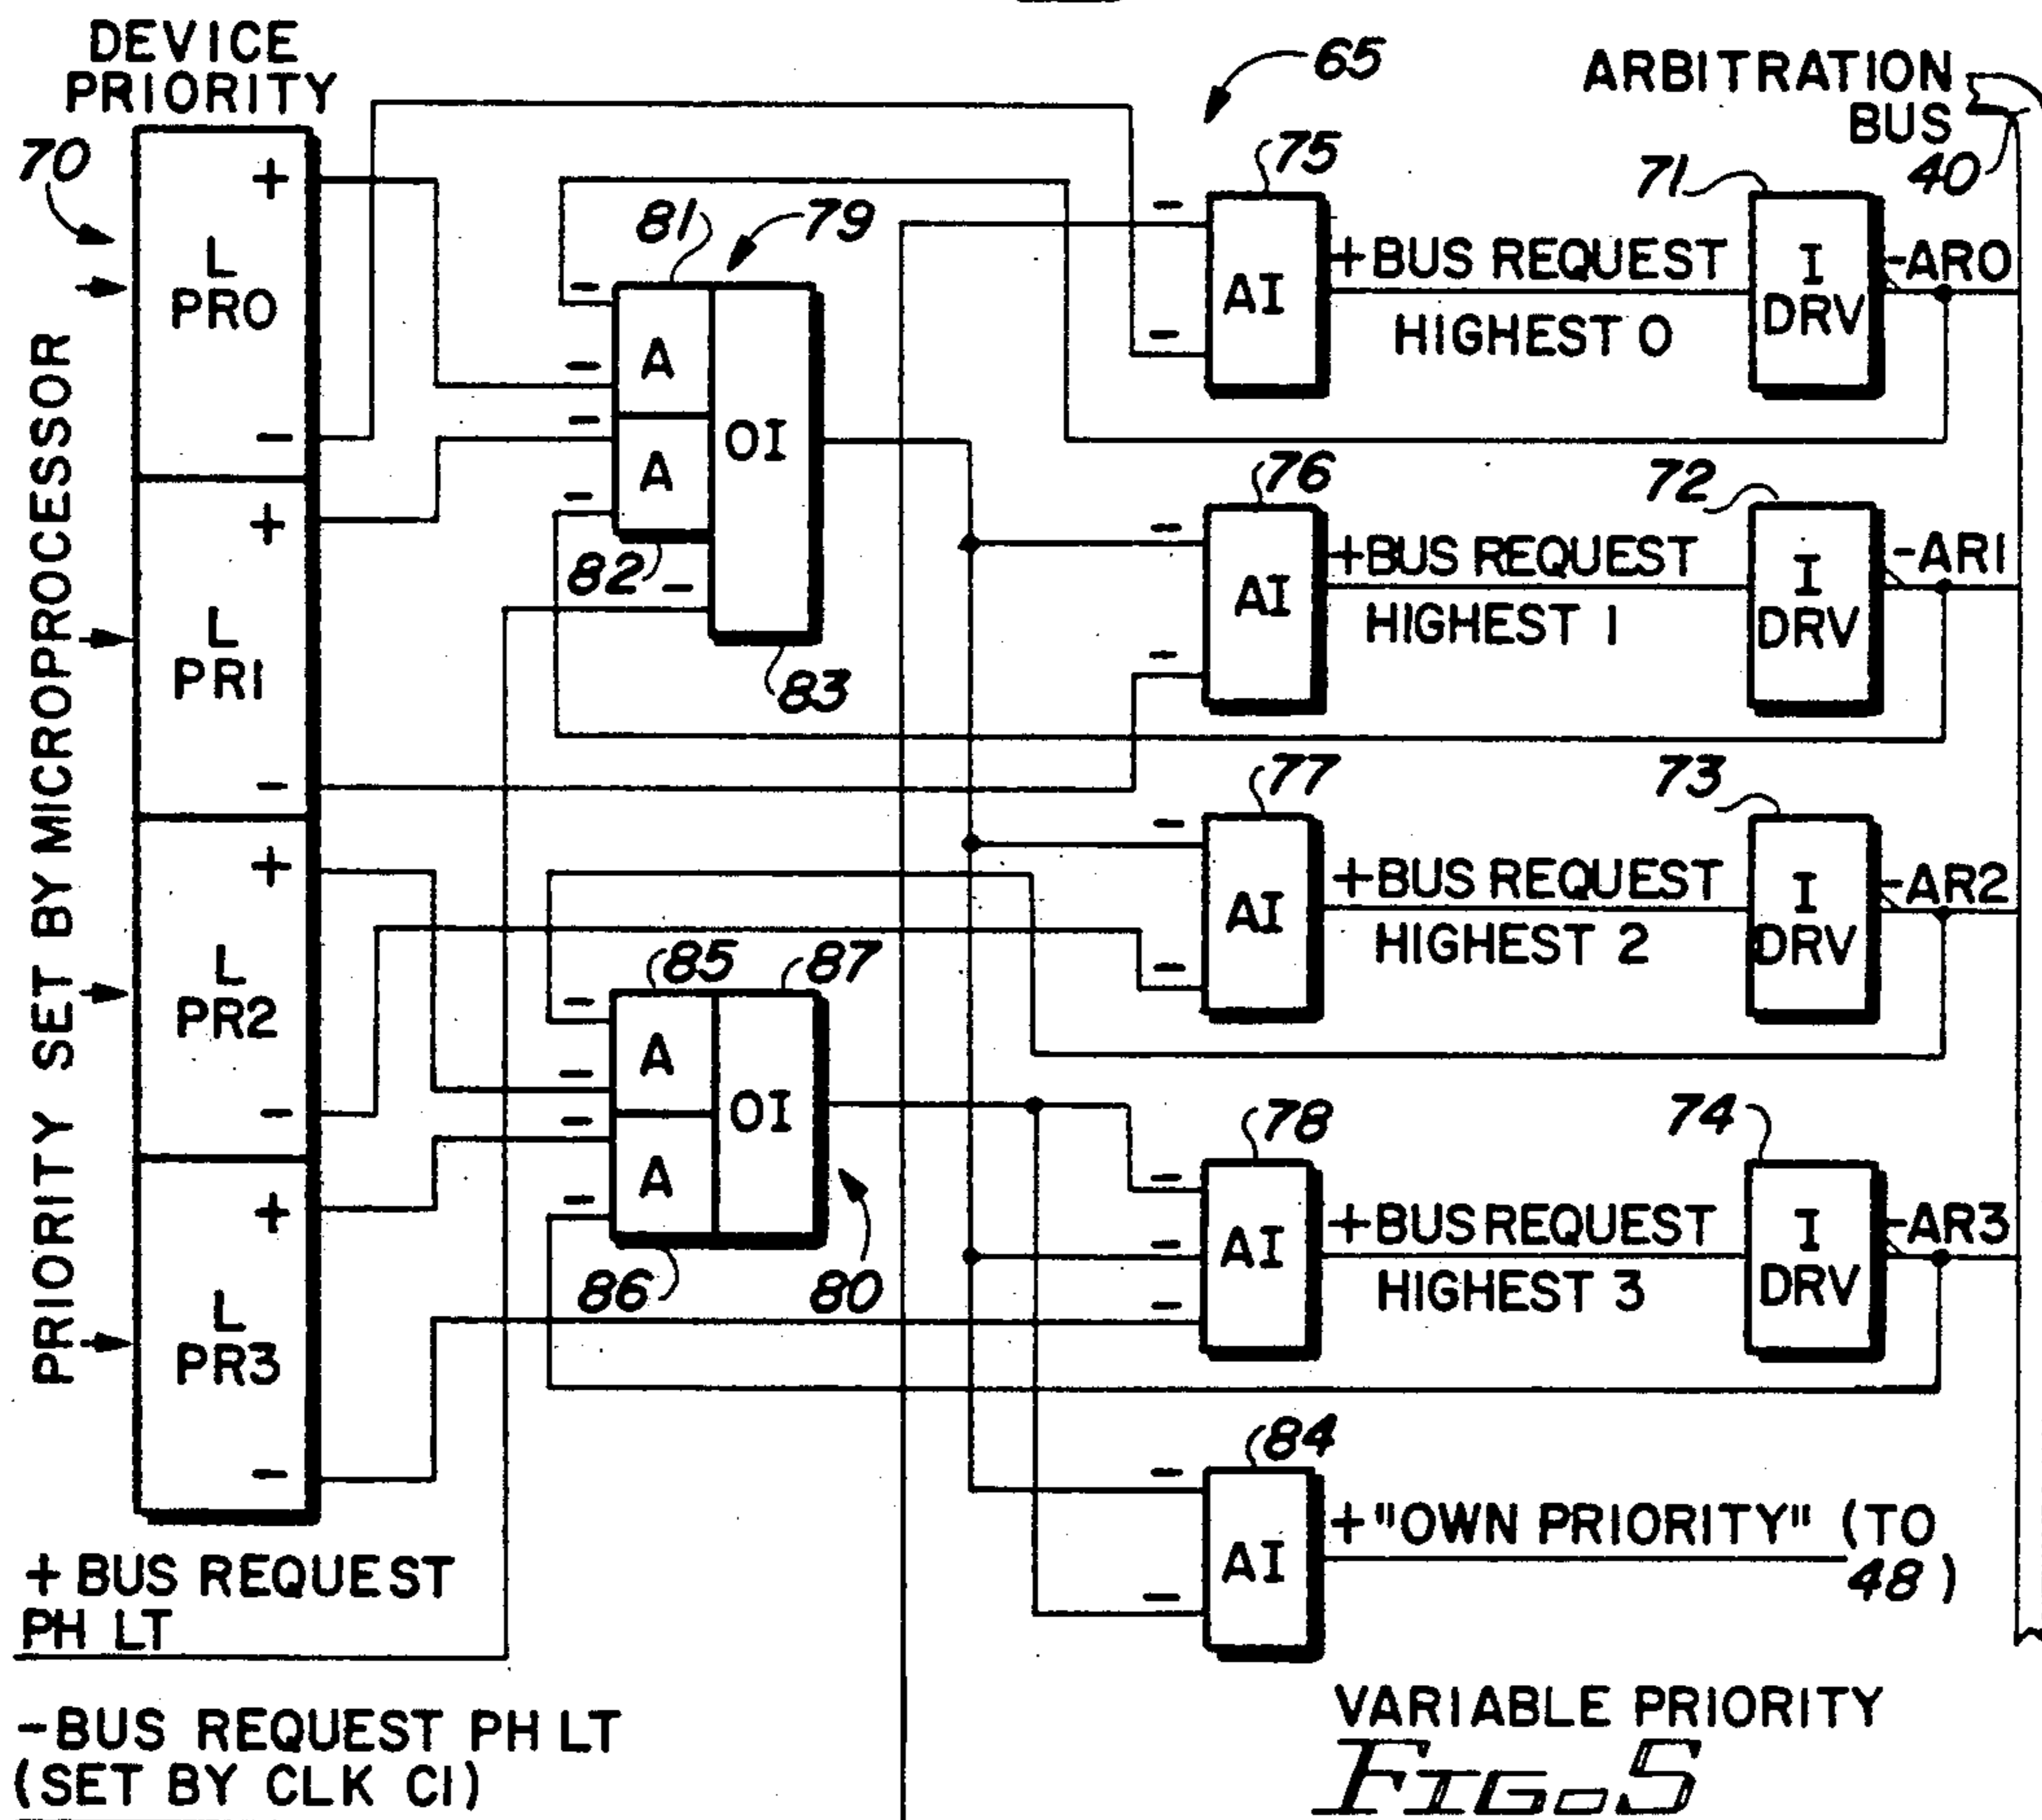 DEVICE
PRIORITY
70
PRIORITY SET BY MICROPROCESSOR
+
L
PR0
-
+
L
PR1
-
+
L
PR2
-
+
L
PR3
-
81
79
-
A
-
-
A
-
OI
82
-
83
85
87
-
A
-
-
A
-
OI
86
80
65
ARBITRATION
BUS
40
75
-
AI
-
+BUS REQUEST
HIGHEST 0
71
I
DRV
-AR0
76
-
AI
-
+BUS REQUEST
HIGHEST 1
72
I
DRV
-AR1
77
-
AI
-
+BUS REQUEST
HIGHEST 2
73
I
DRV
-AR2
78
-
-
AI
-
+BUS REQUEST
HIGHEST 3
74
I
DRV
-AR3
84
-
AI
-
+"OWN PRIORITY" (TO
48)
+BUS REQUEST
PH LT
-BUS REQUEST PH LT
(SET BY CLK C1)
VARIABLE PRIORITY
FIG. 5